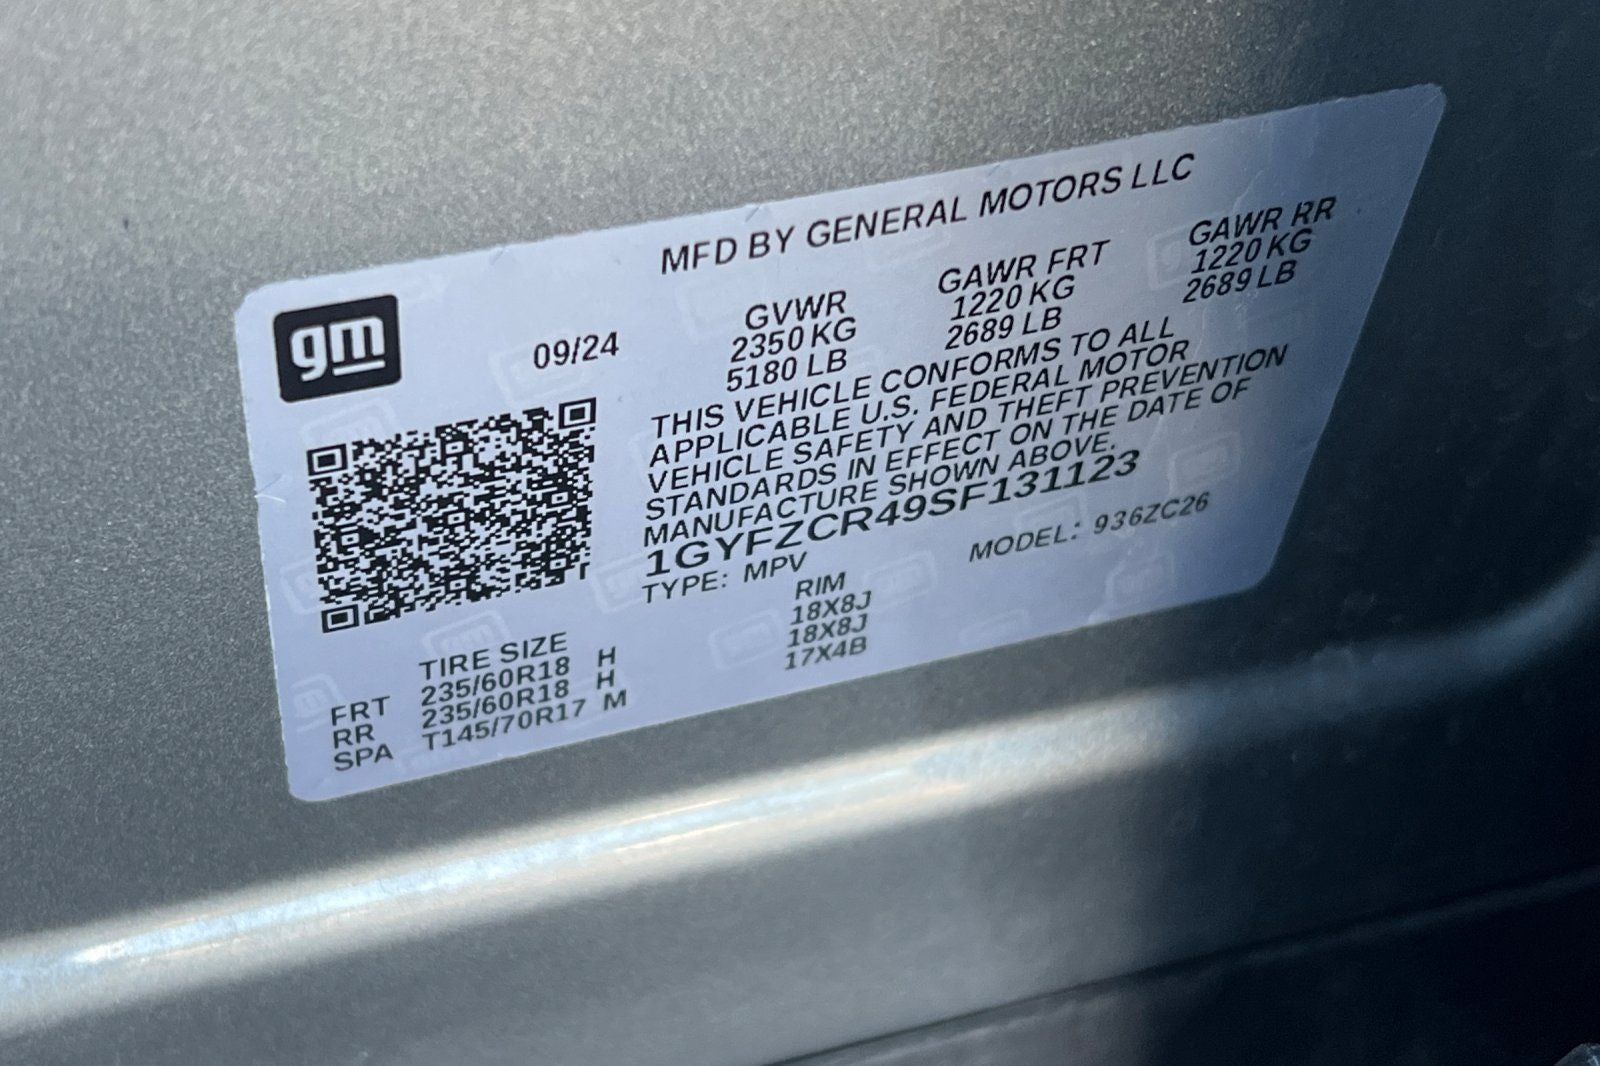 MFD BY GENERAL MOTORS LLC
gm
09/24
GVWR
2350 KG
5180 LB
GAWR FRT
1220 KG
2689 LB
GAWR RR
1220 KG
2689 LB
THIS VEHICLE CONFORMS TO ALL
APPLICABLE U.S. FEDERAL MOTOR
VEHICLE SAFETY AND THEFT PREVENTION
STANDARDS IN EFFECT ON THE DATE OF
MANUFACTURE SHOWN ABOVE.
1GYFZCR49SF131123
TYPE: MPV
MODEL: 936ZC26
TIRE SIZE RIM
FRT 235/60R18 H 18X8J
RR 235/60R18 H 18X8J
SPA T145/70R17 M 17X4B